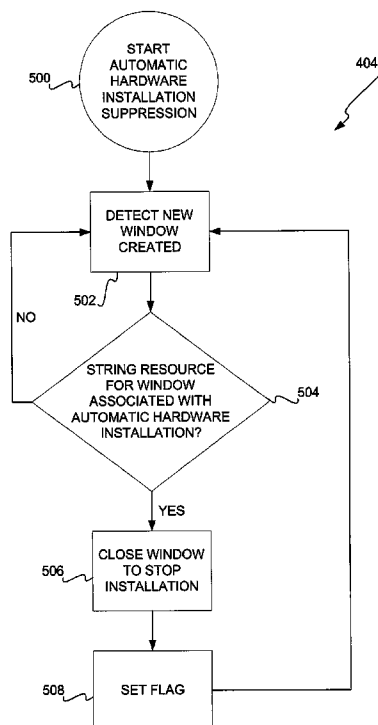 START
AUTOMATIC
HARDWARE
INSTALLATION
SUPPRESSION
500
404
DETECT NEW
WINDOW
CREATED
502
NO
STRING RESOURCE
FOR WINDOW
ASSOCIATED WITH
AUTOMATIC HARDWARE
INSTALLATION?
504
YES
CLOSE WINDOW
TO STOP
INSTALLATION
506
SET FLAG
508